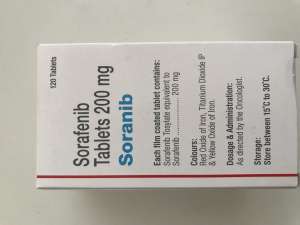 120 Tablets
Sorafenib
Tablets 200 mg
Soranib
Each film coated tablet contains:
Sorafenib Tosylate equivalent to
Sorafenib .................. 200 mg
Colours:
Red Oxide of Iron, Titanium Dioxide IP
& Yellow Oxide of Iron.
Dosage & Administration:
As directed by the Oncologist.
Storage:
Store between 15°C to 30°C.